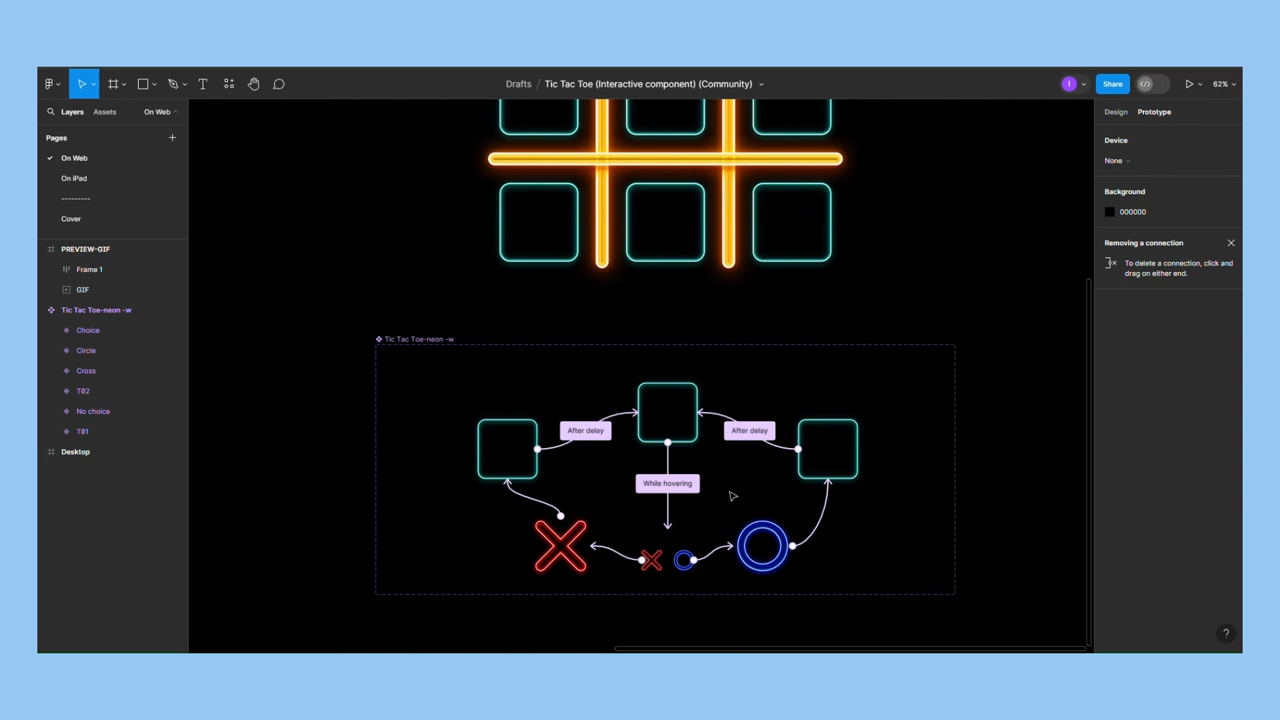 Drafts / Tic Tac Toe (Interactive component) (Community)
I
Share
62%
Layers
Assets
On Web
Design
Prototype
Pages
On Web
On iPad
---------
Cover
PREVIEW-GIF
Frame 1
GIF
Tic Tac Toe-neon -w
Choice
Circle
Cross
T02
No choice
T01
Desktop
Tic Tac Toe-neon -w
After delay
After delay
While hovering
Device
None
Background
000000
Removing a connection
To delete a connection, click and
drag on either end.
?